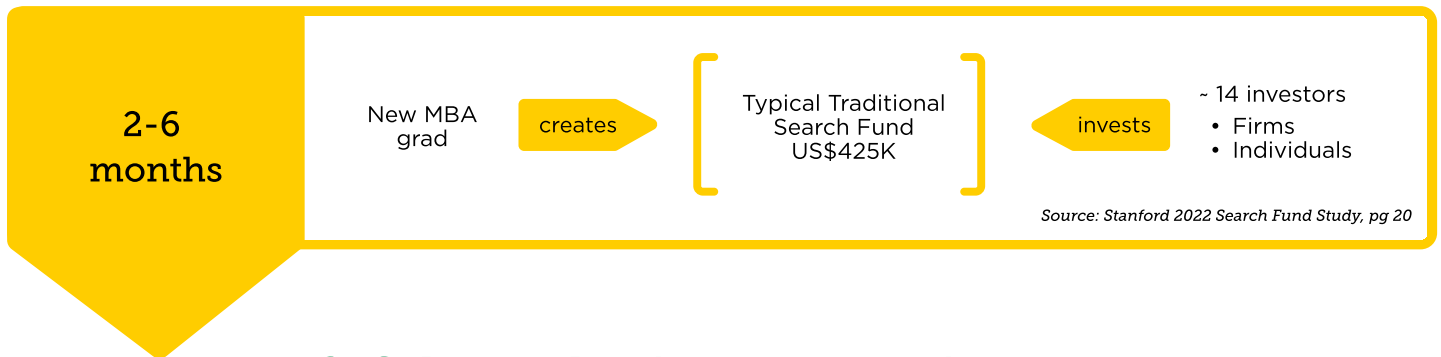 2-6
months
New MBA
grad
creates
Typical Traditional
Search Fund
US$425K
invests
~ 14 investors
• Firms
• Individuals
Source: Stanford 2022 Search Fund Study, pg 20